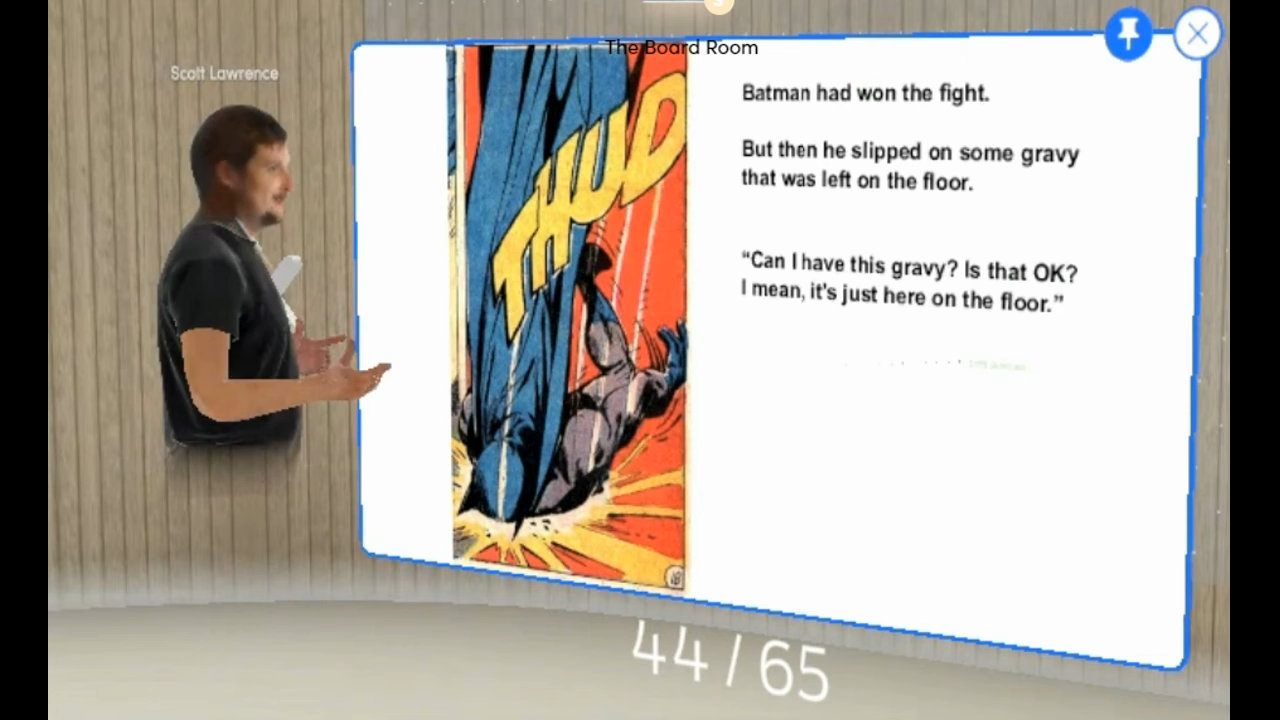 The Board Room
Scott Lawrence
THUD
Batman had won the fight.
But then he slipped on some gravy
that was left on the floor.
“Can I have this gravy? Is that OK?
I mean, it's just here on the floor.”
44 / 65